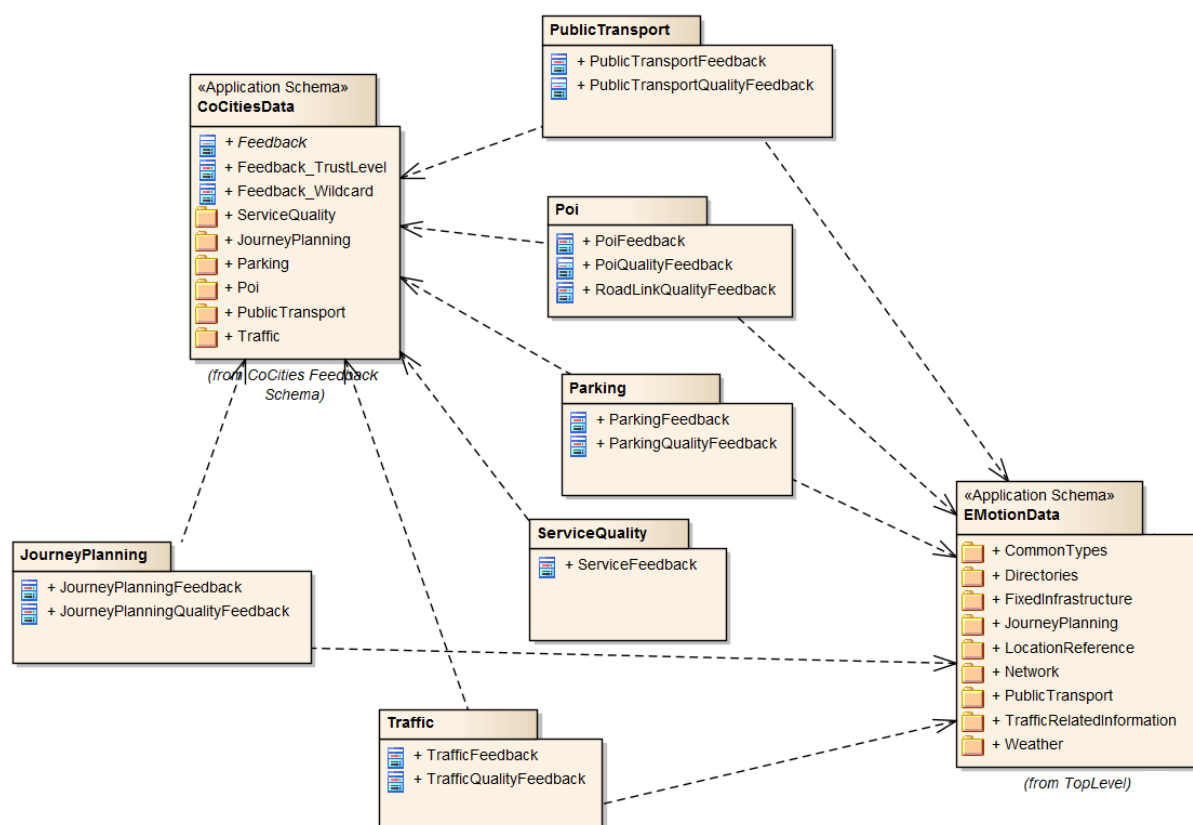 PublicTransport
+ PublicTransportFeedback
+ PublicTransportQualityFeedback
«Application Schema»
CoCitiesData
+ Feedback
+ Feedback_TrustLevel
+ Feedback_Wildcard
+ ServiceQuality
+ JourneyPlanning
+ Parking
+ Poi
+ PublicTransport
+ Traffic
(from CoCities Feedback
Schema)
Poi
+ PoiFeedback
+ PoiQualityFeedback
+ RoadLinkQualityFeedback
Parking
+ ParkingFeedback
+ ParkingQualityFeedback
ServiceQuality
+ ServiceFeedback
JourneyPlanning
+ JourneyPlanningFeedback
+ JourneyPlanningQualityFeedback
«Application Schema»
EMotionData
+ CommonTypes
+ Directories
+ FixedInfrastructure
+ JourneyPlanning
+ LocationReference
+ Network
+ PublicTransport
+ TrafficRelatedInformation
+ Weather
(from TopLevel)
Traffic
+ TrafficFeedback
+ TrafficQualityFeedback